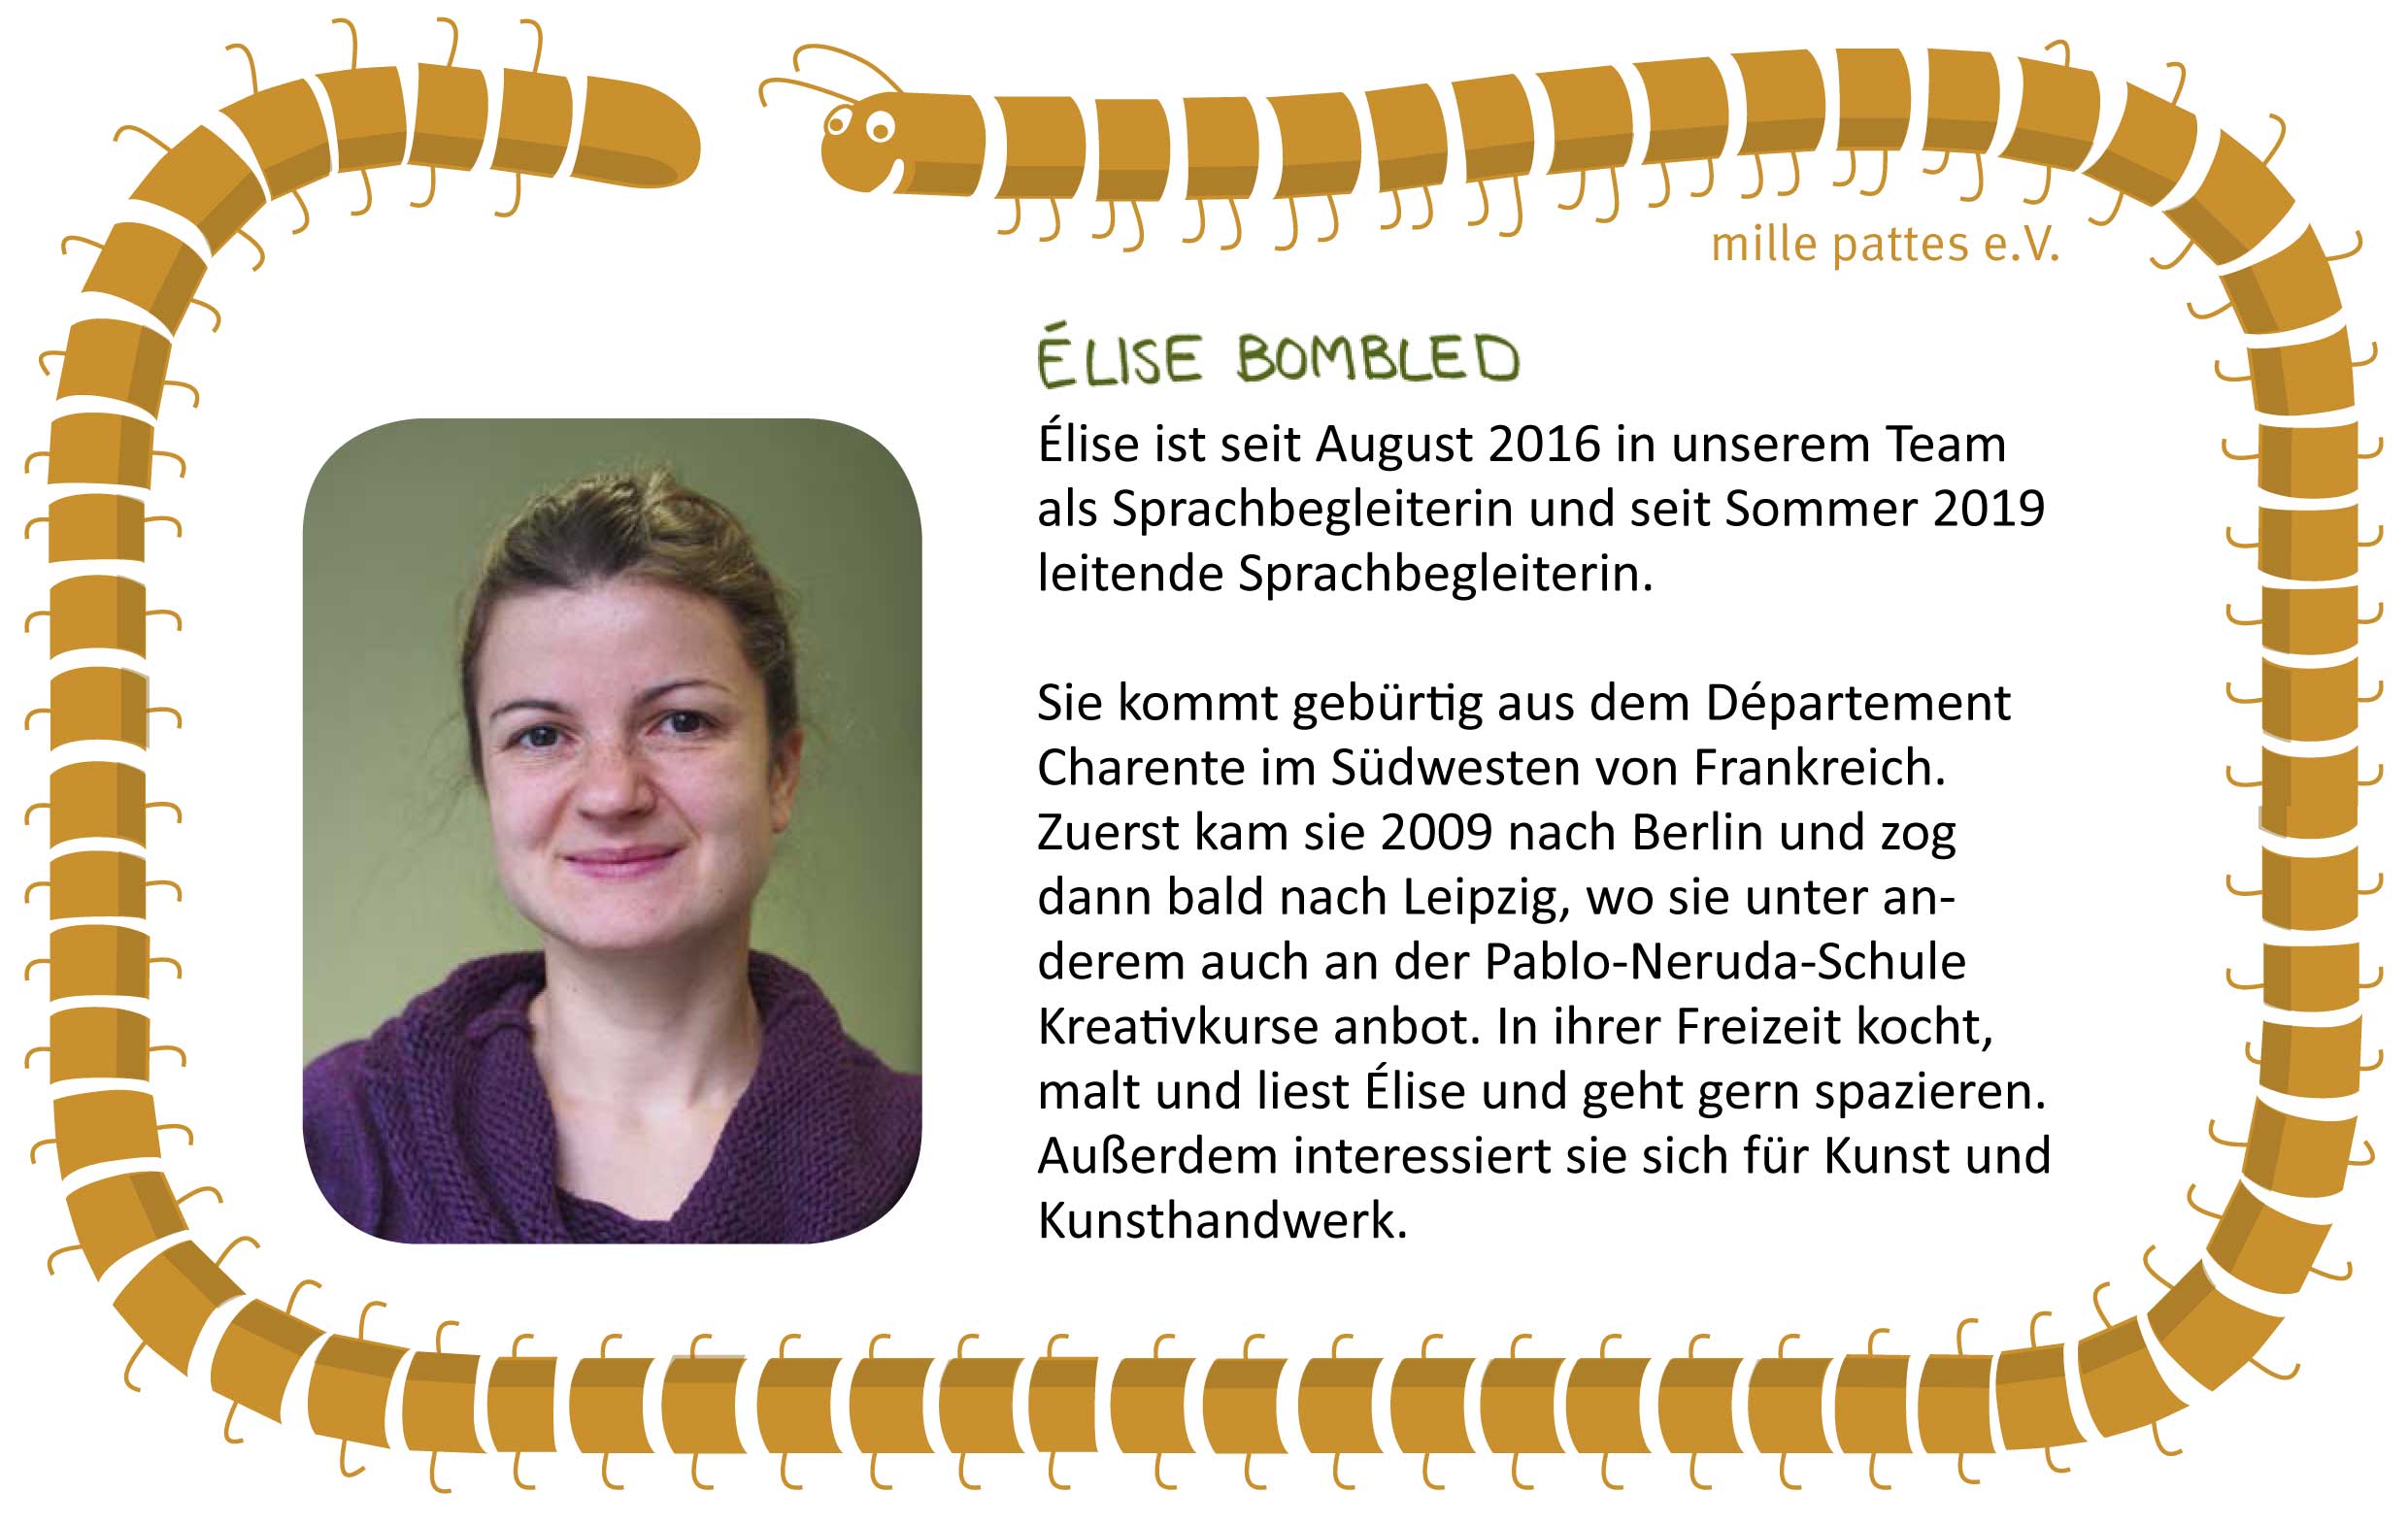 mille pattes e.V.
ÉLISE BOMBLED
Élise ist seit August 2016 in unserem Team
als Sprachbegleiterin und seit Sommer 2019
leitende Sprachbegleiterin.
Sie kommt gebürtig aus dem Département
Charente im Südwesten von Frankreich.
Zuerst kam sie 2009 nach Berlin und zog
dann bald nach Leipzig, wo sie unter an-
derem auch an der Pablo-Neruda-Schule
Kreativkurse anbot. In ihrer Freizeit kocht,
malt und liest Élise und geht gern spazieren.
Außerdem interessiert sie sich für Kunst und
Kunsthandwerk.